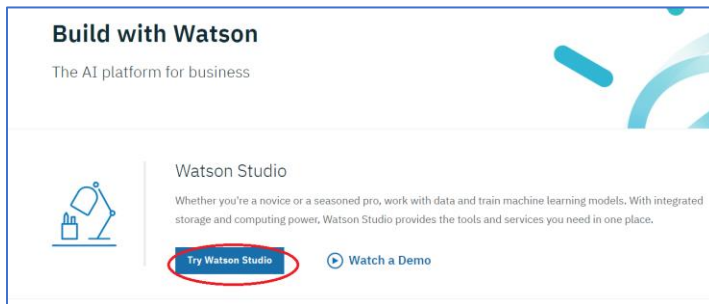 Build with Watson
The AI platform for business
Watson Studio
Whether you're a novice or a seasoned pro, work with data and train machine learning models. With integrated
storage and computing power, Watson Studio provides the tools and services you need in one place.
Try Watson Studio
Watch a Demo